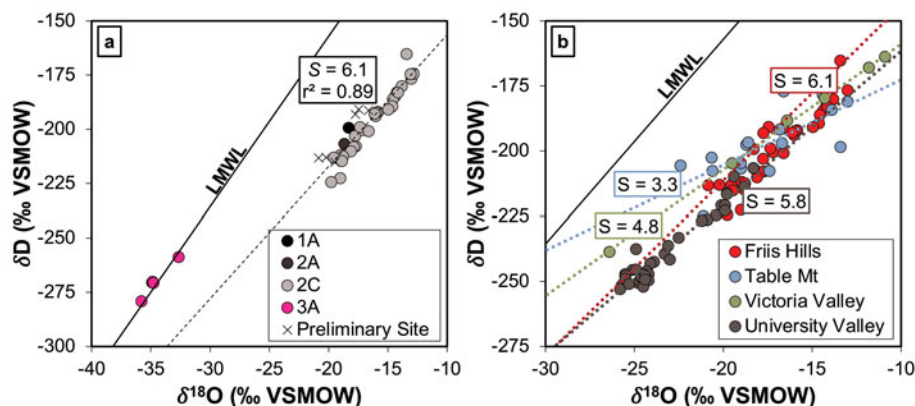 a
S = 6.1
r² = 0.89
LMWL
1A
2A
2C
3A
Preliminary Site
-150
-175
-200
-225
-250
-275
-300
δD (‰ VSMOW)
-40
-35
-30
-25
-20
-15
-10
δ¹⁸O (‰ VSMOW)
b
LMWL
S = 6.1
S = 3.3
S = 4.8
S = 5.8
Friis Hills
Table Mt
Victoria Valley
University Valley
-150
-175
-200
-225
-250
-275
δD (‰ VSMOW)
-30
-25
-20
-15
-10
δ¹⁸O (‰ VSMOW)